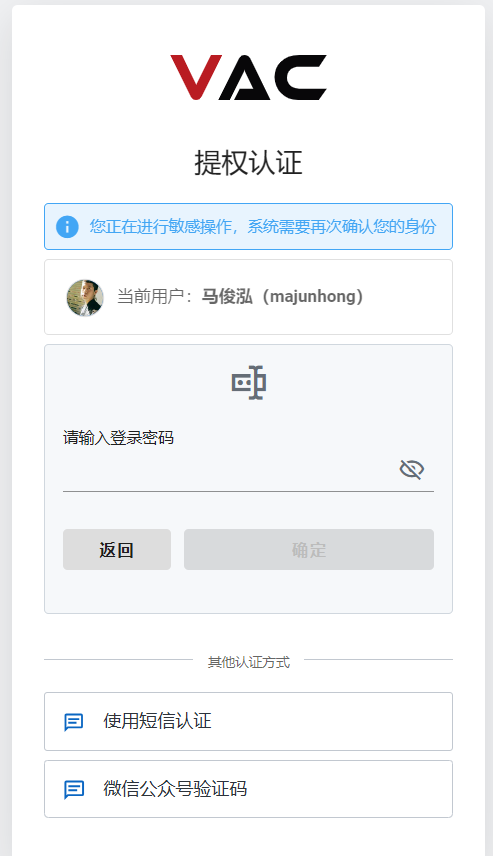 VAC
提权认证
您正在进行敏感操作，系统需要再次确认您的身份
当前用户：马俊泓（majunhong）
请输入登录密码
返回 确定
其他认证方式
使用短信认证
微信公众号验证码